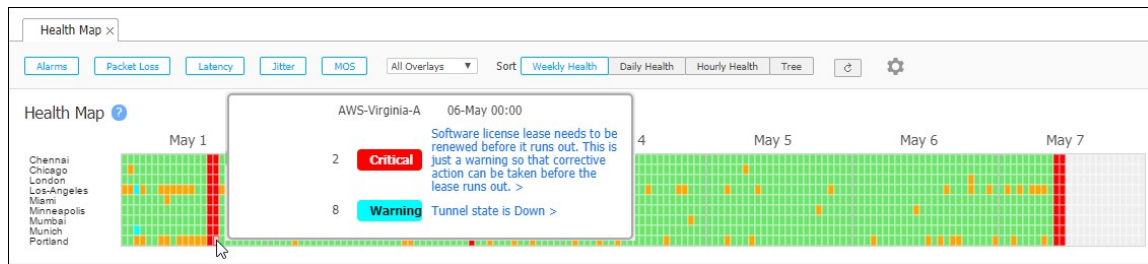 Health Map ×
Alarms Packet Loss Latency Jitter MOS All Overlays ▼ Sort Weekly Health Daily Health Hourly Health Tree
Health Map ?
May 1 4 May 5 May 6 May 7
AWS-Virginia-A 06-May 00:00
2 Critical Software license lease needs to be
renewed before it runs out. This is
just a warning so that corrective
action can be taken before the
lease runs out. >
8 Warning Tunnel state is Down >
Chennai
Chicago
London
Los-Angeles
Miami
Minneapolis
Mumbai
Munich
Portland